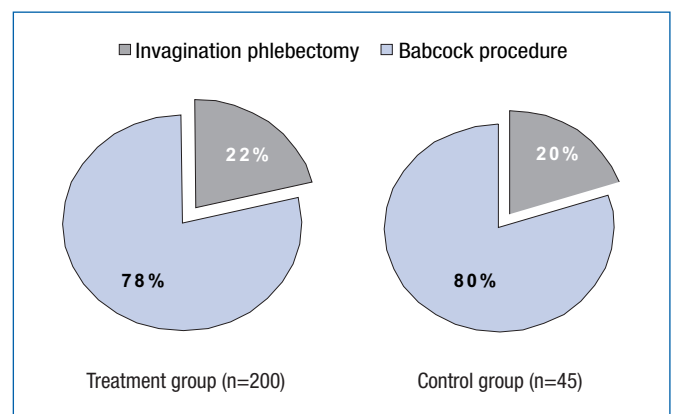 Invagination phlebectomy Babcock procedure
22%
20%
78%
80%
Treatment group (n=200)
Control group (n=45)